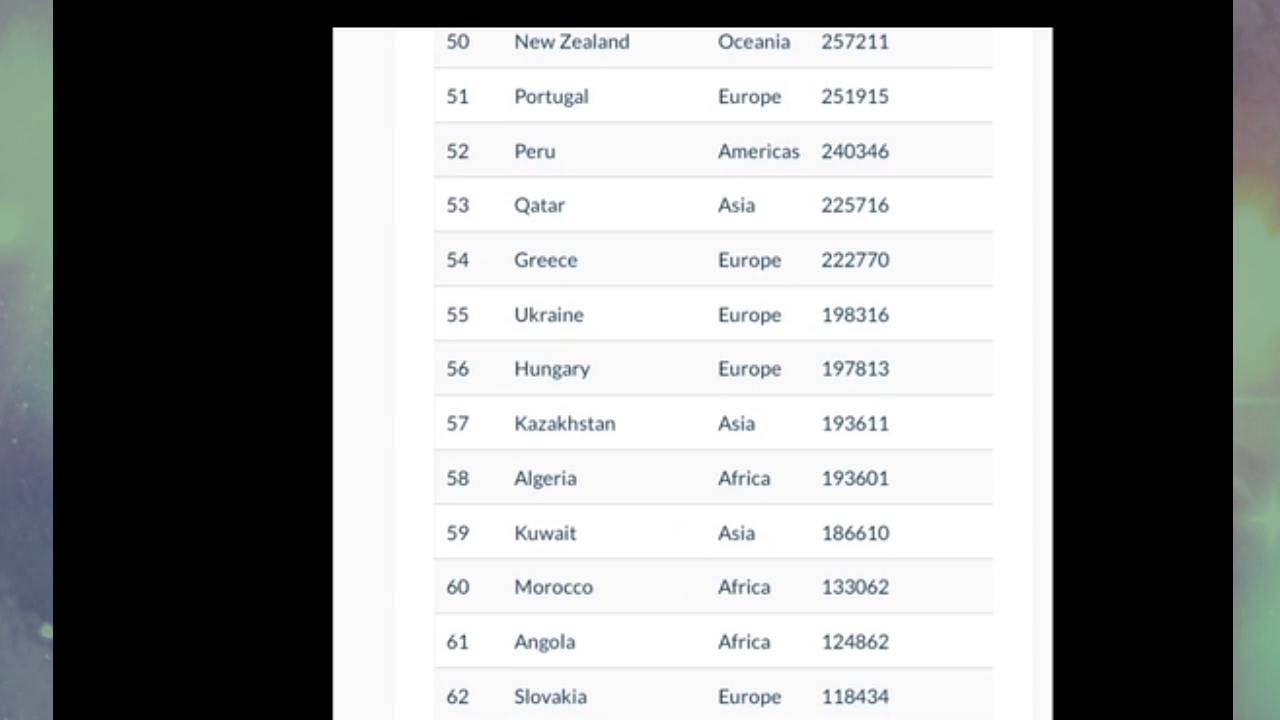 50 New Zealand Oceania 257211
51 Portugal Europe 251915
52 Peru Americas 240346
53 Qatar Asia 225716
54 Greece Europe 222770
55 Ukraine Europe 198316
56 Hungary Europe 197813
57 Kazakhstan Asia 193611
58 Algeria Africa 193601
59 Kuwait Asia 186610
60 Morocco Africa 133062
61 Angola Africa 124862
62 Slovakia Europe 118434